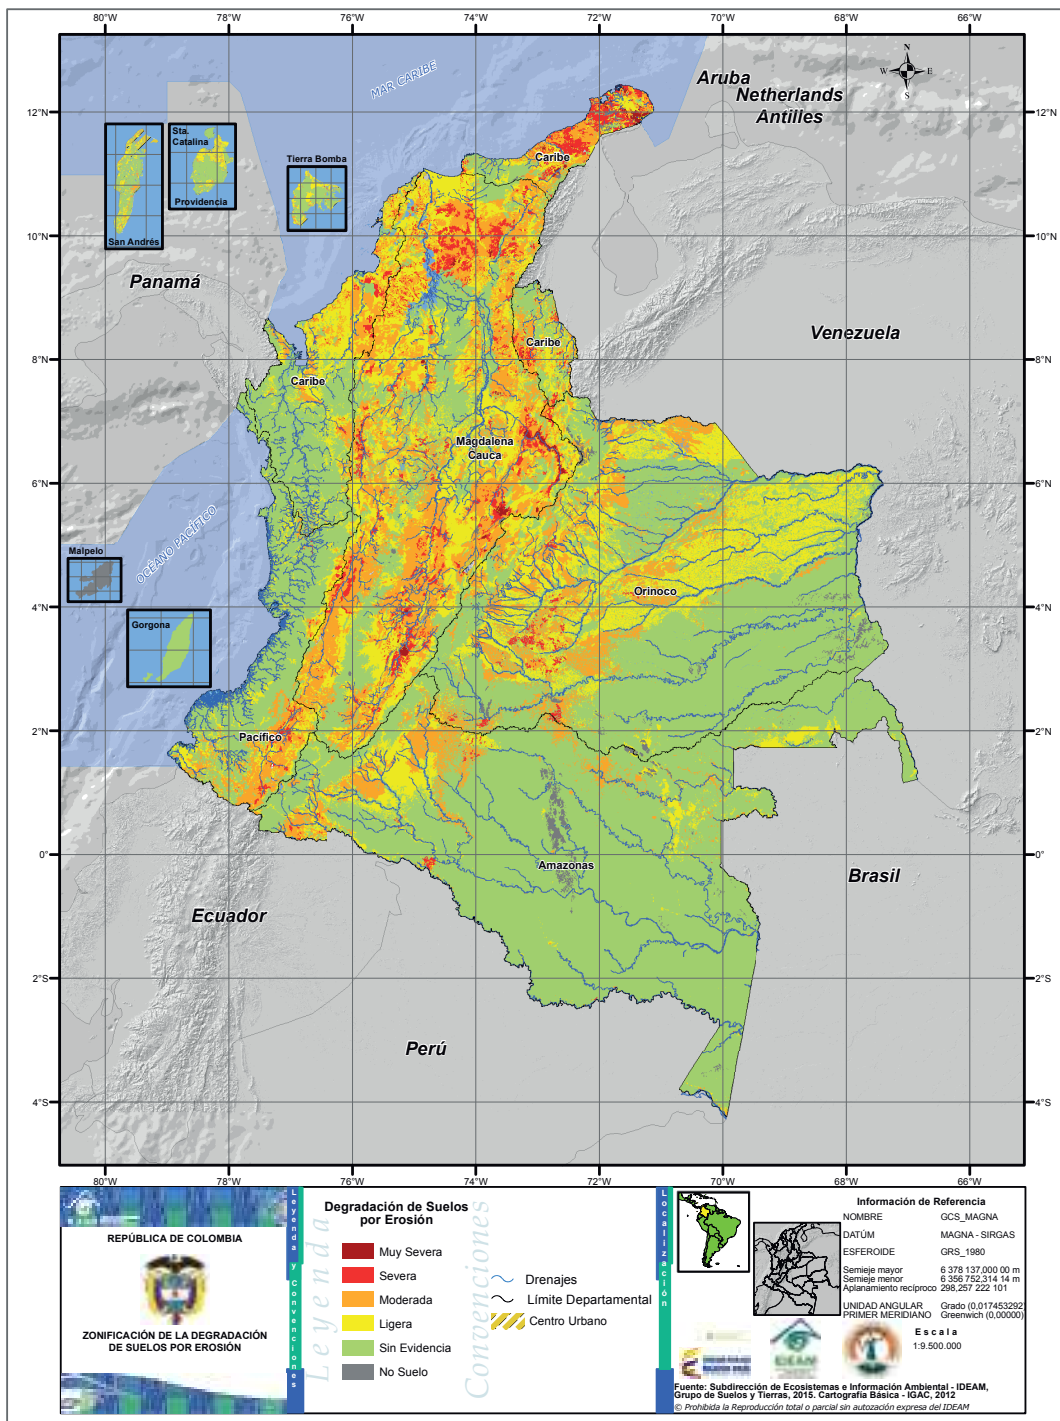 80°W 78°W 76°W 74°W 72°W 70°W 68°W 66°W
MAR CARIBE
Aruba
Netherlands
Antilles
N
W E
S
12°N 12°N
Sta.
Catalina
Providencia
San Andrés
Tierra Bomba
Caribe
10°N 10°N
Panamá
Venezuela
8°N 8°N
Caribe
Caribe
Magdalena
Cauca
6°N 6°N
OCÉANO PACÍFICO
Malpelo
Orinoco
4°N 4°N
Gorgona
Pacífico
2°N 2°N
0° 0°
Amazonas
Brasil
Ecuador
2°S 2°S
Perú
4°S 4°S
80°W 78°W 76°W 74°W 72°W 70°W 68°W 66°W
REPÚBLICA DE COLOMBIA
ZONIFICACIÓN DE LA DEGRADACIÓN
DE SUELOS POR EROSIÓN
Leyenda y Convenciones
Leyenda
Degradación de Suelos
por Erosión
Muy Severa
Severa
Moderada
Ligera
Sin Evidencia
No Suelo
Convenciones
Drenajes
Límite Departamental
Centro Urbano
Localización
Información de Referencia
NOMBRE GCS_MAGNA
DATÚM MAGNA - SIRGAS
ESFEROIDE GRS_1980
Semieje mayor 6 378 137,000 00 m
Semieje menor 6 356 752,314 14 m
Aplanamiento recíproco 298,257 222 101
UNIDAD ANGULAR Grado (0,017453292)
PRIMER MERIDIANO Greenwich (0,00000)
Escala
1:9.500.000
IDEAM
Fuente: Subdirección de Ecosistemas e Información Ambiental - IDEAM,
Grupo de Suelos y Tierras, 2015. Cartografía Básica - IGAC, 2012
© Prohibida la Reproducción total o parcial sin autozación expresa del IDEAM